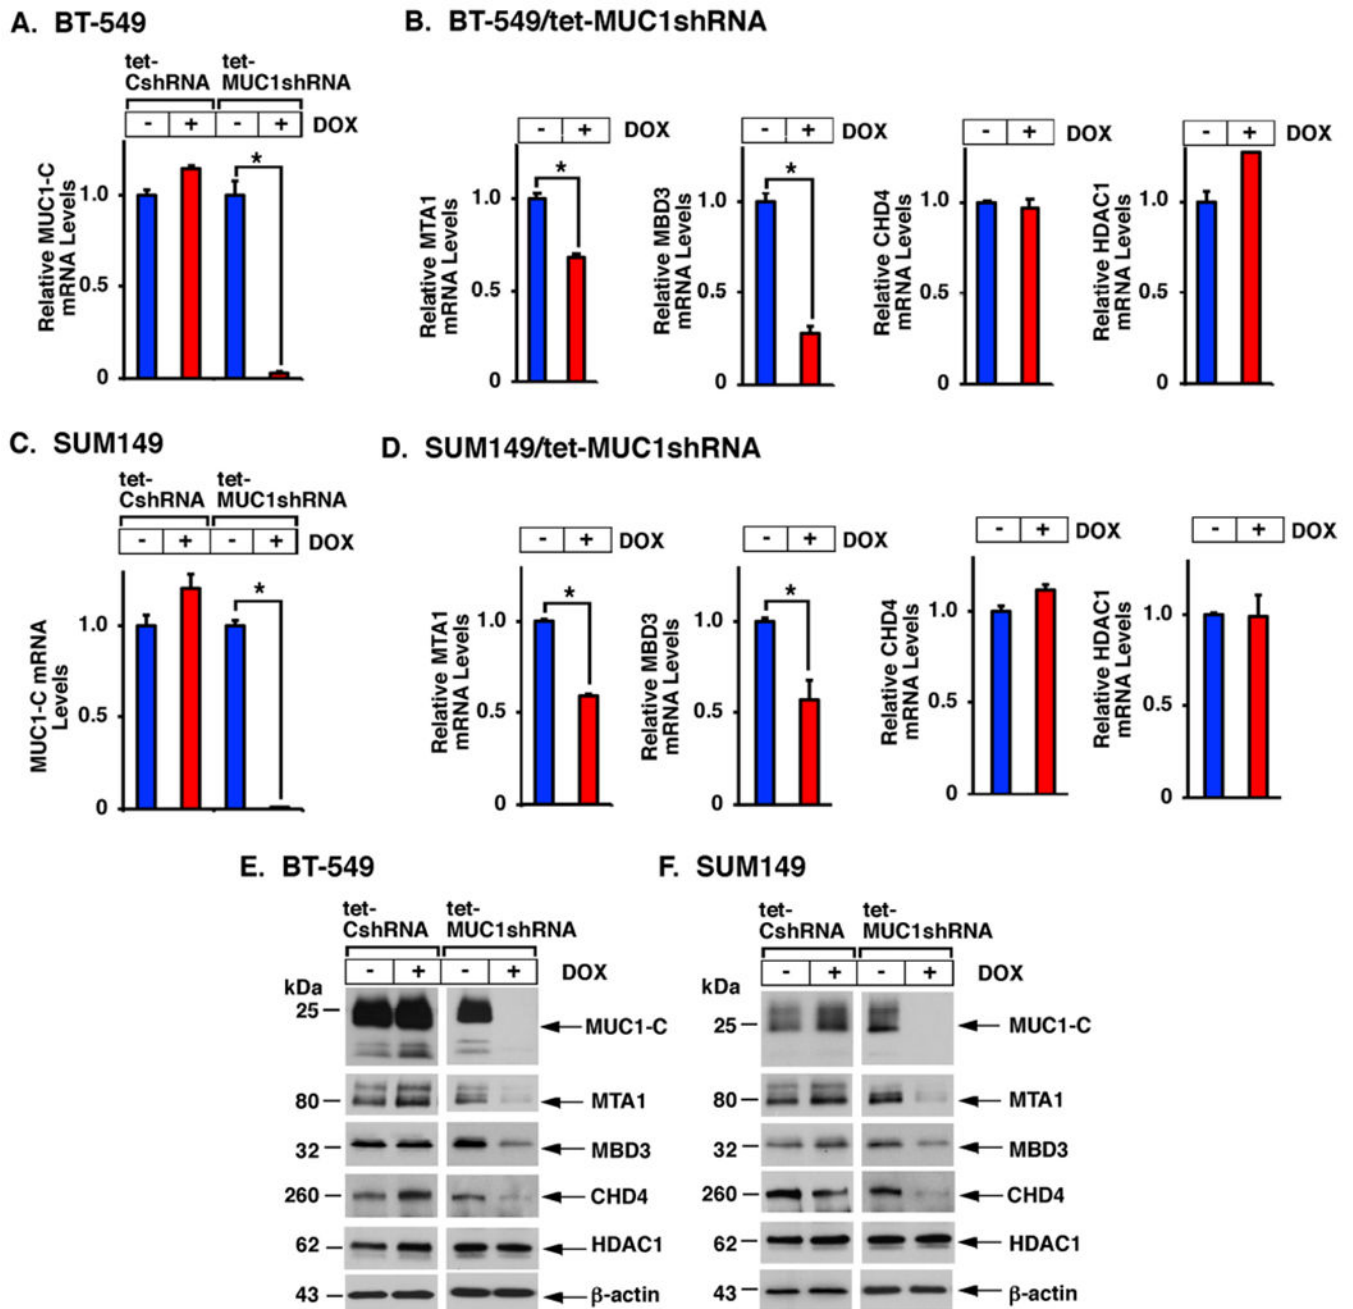 A. BT-549
tet-
CshRNA
tet-
MUC1shRNA
- + - + DOX
Relative MUC1-C
mRNA Levels
1.0
0.5
0
*
B. BT-549/tet-MUC1shRNA
- + DOX
Relative MTA1
mRNA Levels
1.0
0.5
0
*
- + DOX
Relative MBD3
mRNA Levels
1.0
0.5
0
*
- + DOX
Relative CHD4
mRNA Levels
1.0
0.5
0
- + DOX
Relative HDAC1
mRNA Levels
1.0
0.5
0
C. SUM149
tet-
CshRNA
tet-
MUC1shRNA
- + - + DOX
MUC1-C mRNA
Levels
1.0
0.5
0
*
D. SUM149/tet-MUC1shRNA
- + DOX
Relative MTA1
mRNA Levels
1.0
0.5
0
*
- + DOX
Relative MBD3
mRNA Levels
1.0
0.5
0
*
- + DOX
Relative CHD4
mRNA Levels
1.0
0.5
0
- + DOX
Relative HDAC1
mRNA Levels
1.0
0.5
0
E. BT-549
tet-
CshRNA
tet-
MUC1shRNA
- + - + DOX
kDa
25 MUC1-C
80 MTA1
32 MBD3
260 CHD4
62 HDAC1
43 β-actin
F. SUM149
tet-
CshRNA
tet-
MUC1shRNA
- + - + DOX
kDa
25 MUC1-C
80 MTA1
32 MBD3
260 CHD4
62 HDAC1
43 β-actin